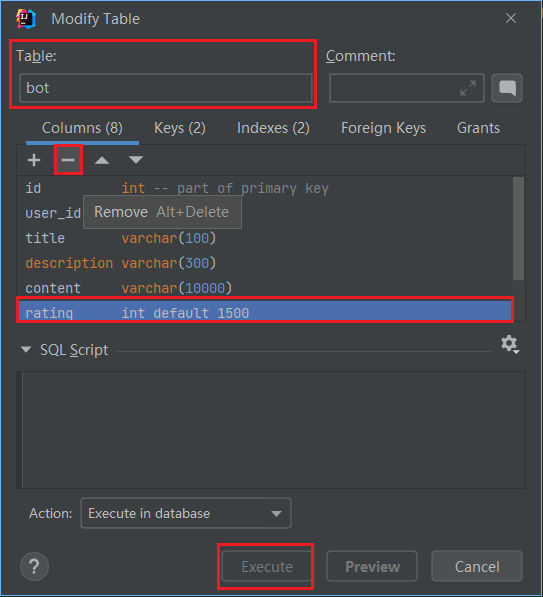 Modify Table
Table: Comment:
bot
Columns (8) Keys (2) Indexes (2) Foreign Keys Grants
id int -- part of primary key
user_id
Remove Alt+Delete
title varchar(100)
description varchar(300)
content varchar(10000)
rating int default 1500
SQL Script
Action: Execute in database
? Execute Preview Cancel